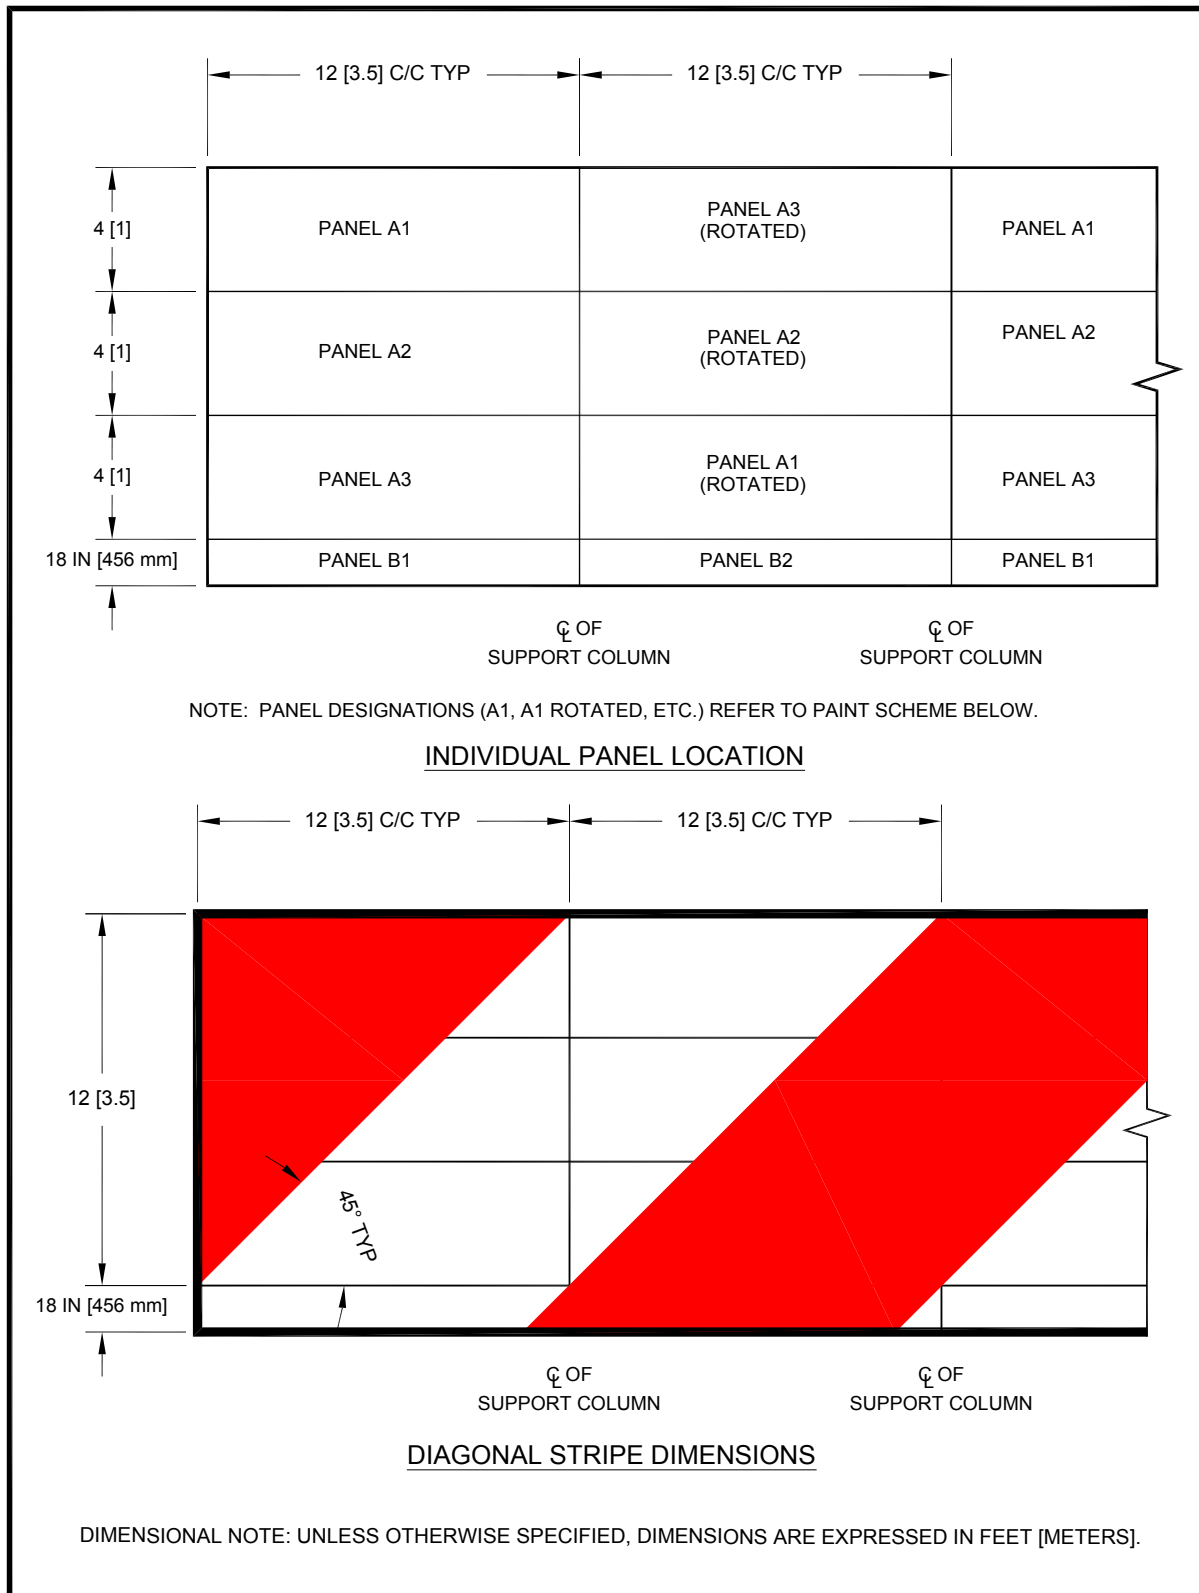 12 [3.5] C/C TYP 12 [3.5] C/C TYP
4 [1]
PANEL A1
PANEL A3
(ROTATED)
PANEL A1
4 [1]
PANEL A2
PANEL A2
(ROTATED)
PANEL A2
4 [1]
PANEL A3
PANEL A1
(ROTATED)
PANEL A3
18 IN [456 mm]
PANEL B1
PANEL B2
PANEL B1
℄ OF
SUPPORT COLUMN
℄ OF
SUPPORT COLUMN
NOTE: PANEL DESIGNATIONS (A1, A1 ROTATED, ETC.) REFER TO PAINT SCHEME BELOW.
INDIVIDUAL PANEL LOCATION
12 [3.5] C/C TYP 12 [3.5] C/C TYP
12 [3.5]
45° TYP
18 IN [456 mm]
℄ OF
SUPPORT COLUMN
℄ OF
SUPPORT COLUMN
DIAGONAL STRIPE DIMENSIONS
DIMENSIONAL NOTE: UNLESS OTHERWISE SPECIFIED, DIMENSIONS ARE EXPRESSED IN FEET [METERS].